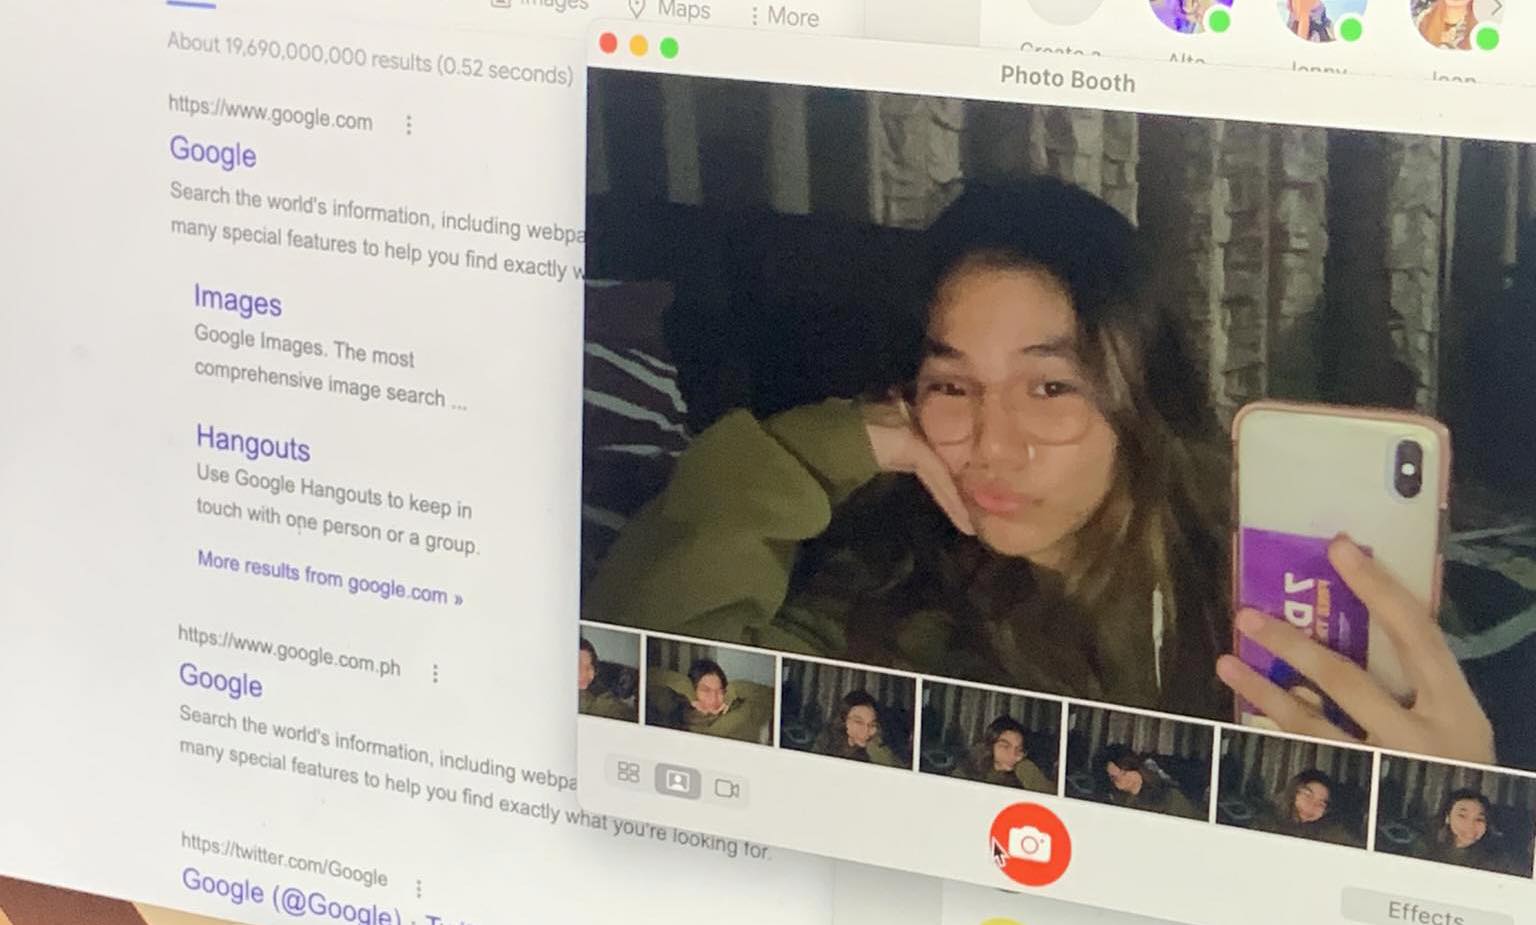 Maps
More
About 19,690,000,000 results (0.52 seconds)
https://www.google.com
Google
Search the world's information, including webpa
many special features to help you find exactly w
Images
Google Images. The most
comprehensive image search ...
Hangouts
Use Google Hangouts to keep in
touch with one person or a group.
More results from google.com »
https://www.google.com.ph
Google
Search the world's information, including webpa
many special features to help you find exactly what you're looking for.
https://twitter.com/Google
Google (@Google) ·
Photo Booth
Effects